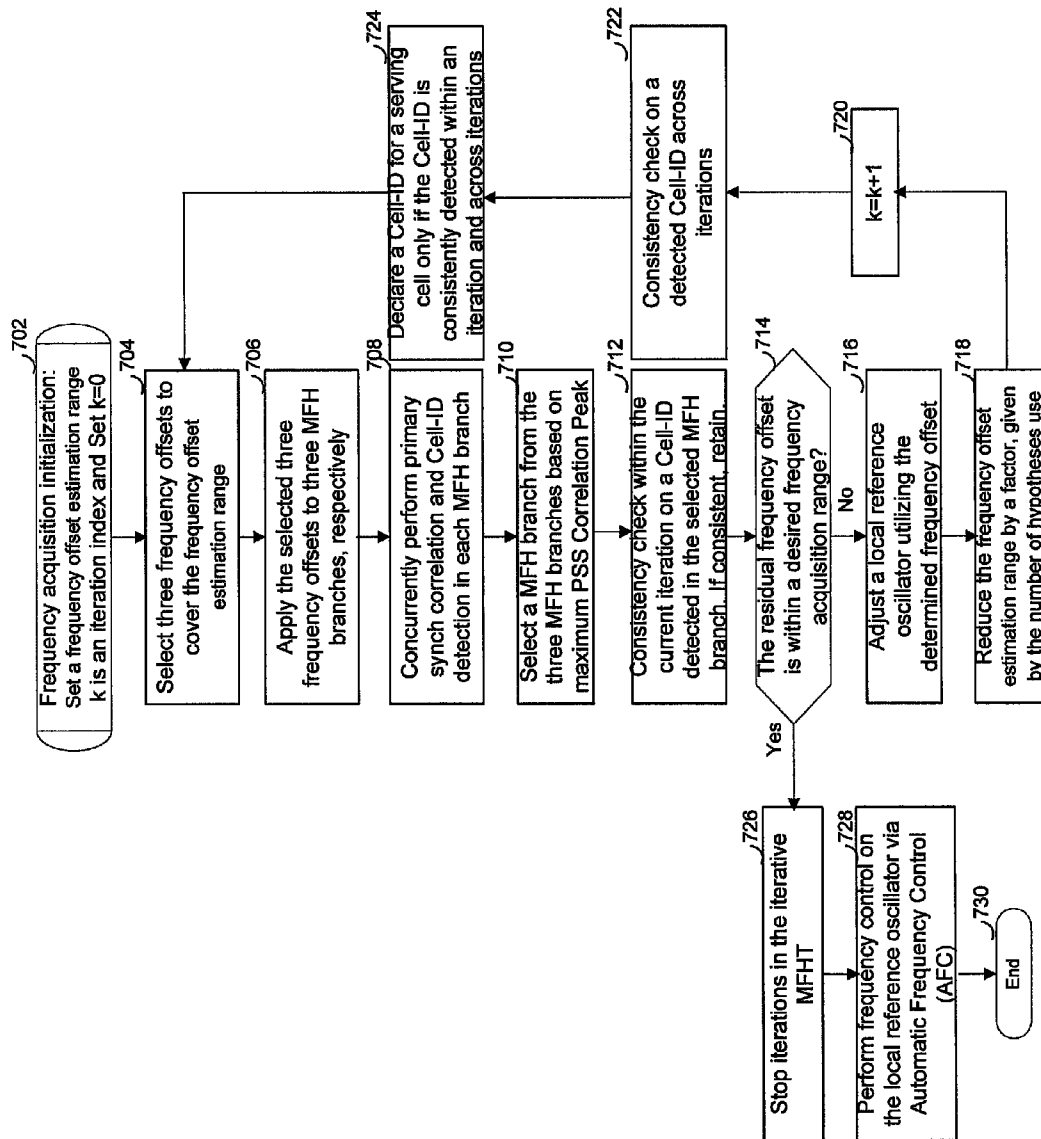 702
Frequency acquisition initialization:
Set a frequency offset estimation range
k is an iteration index and Set k=0
704
Select three frequency offsets to
cover the frequency offset
estimation range
706
Apply the selected three
frequency offsets to three MFH
branches, respectively
708
Concurrently perform primary
synch correlation and Cell-ID
detection in each MFH branch
710
Select a MFH branch from the
three MFH branches based on
maximum PSS Correlation Peak
712
Consistency check within the
current iteration on a Cell-ID
detected in the selected MFH
branch. If consistent, retain.
714
The residual frequency offset
is within a desired frequency
acquisition range?
Yes
No
716
Adjust a local reference
oscillator utilizing the
determined frequency offset
718
Reduce the frequency offset
estimation range by a factor, given
by the number of hypotheses use
720
k=k+1
722
Consistency check on a
detected Cell-ID across
iterations
724
Declare a Cell-ID for a serving
cell only if the Cell-ID is
consistently detected within an
iteration and across iterations
726
Stop iterations in the iterative
MFHT
728
Perform frequency control on
the local reference oscillator via
Automatic Frequency Control
(AFC)
730
End